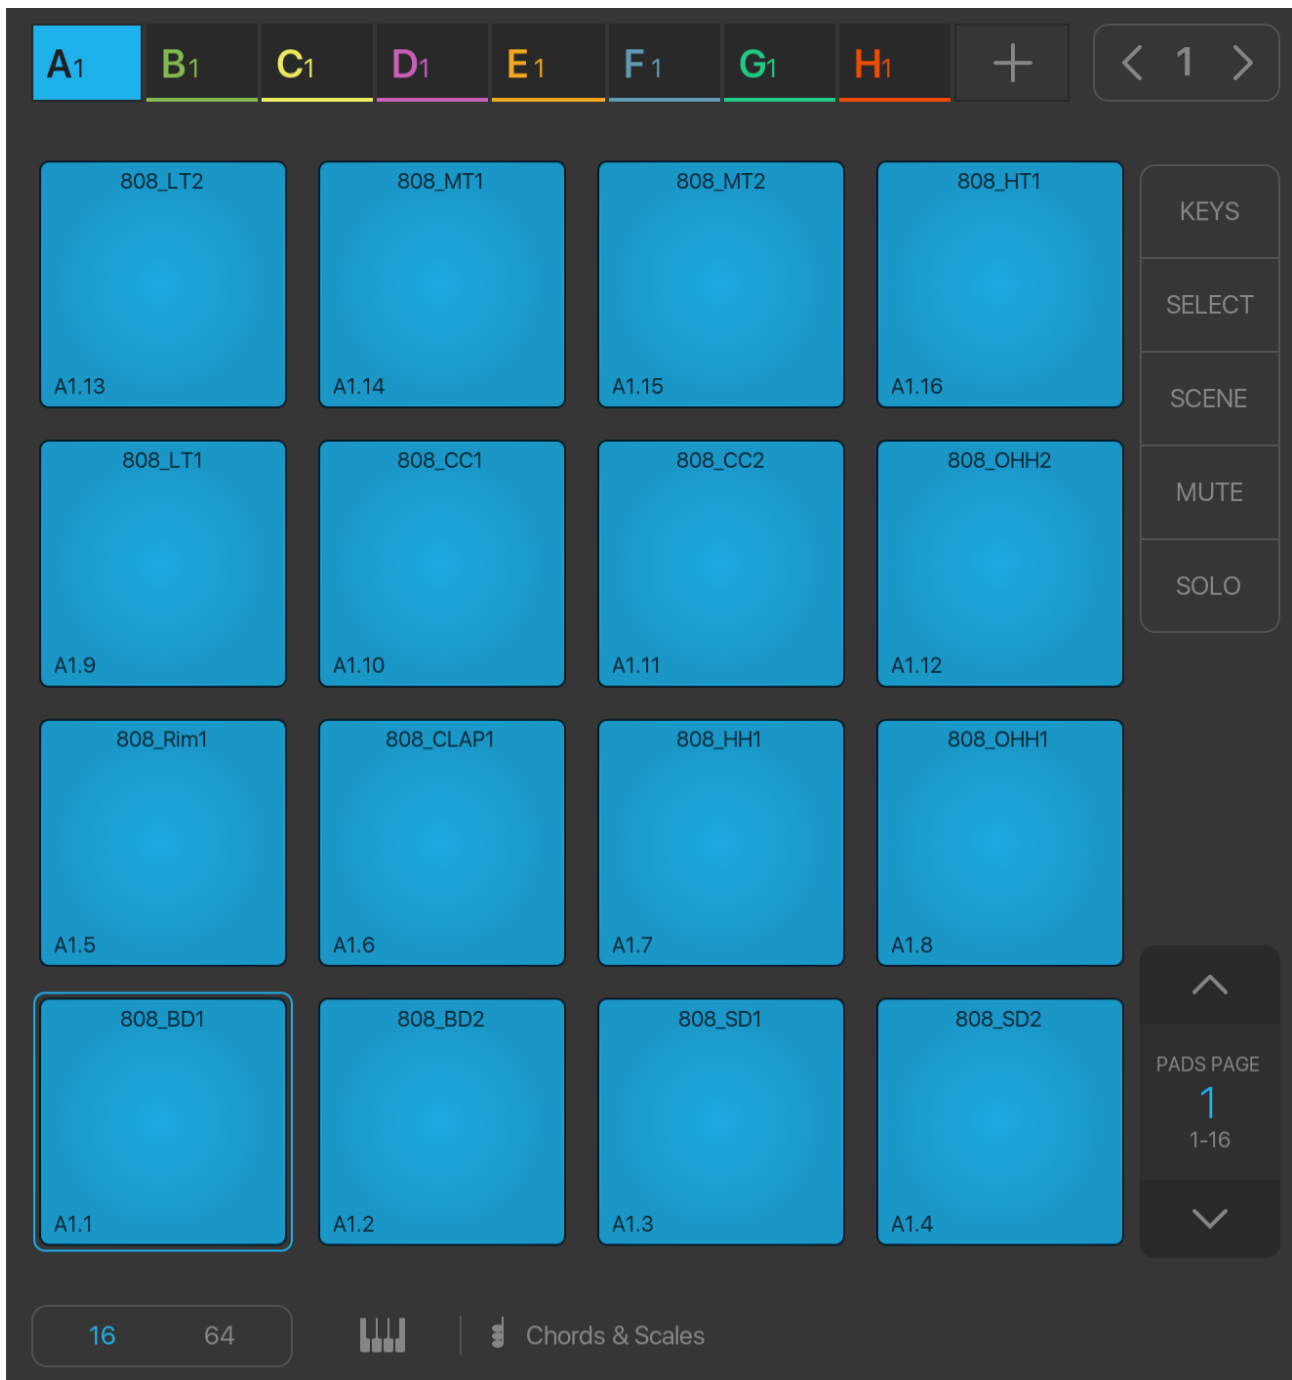 A1 B1 C1 D1 E1 F1 G1 H1 + < 1 >
808_LT2 808_MT1 808_MT2 808_HT1
KEYS
SELECT
A1.13 A1.14 A1.15 A1.16
SCENE
808_LT1 808_CC1 808_CC2 808_OHH2
MUTE
SOLO
A1.9 A1.10 A1.11 A1.12
808_Rim1 808_CLAP1 808_HH1 808_OHH1
A1.5 A1.6 A1.7 A1.8
808_BD1 808_BD2 808_SD1 808_SD2
PADS PAGE
1
1-16
A1.1 A1.2 A1.3 A1.4
16 64 Chords & Scales